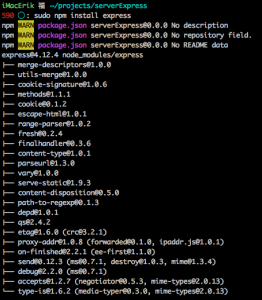 iMacErik 福 ~/projects/serverExpress
590 ○: sudo npm install express
npm WARN package.json serverExpress@0.0.0 No description
npm WARN package.json serverExpress@0.0.0 No repository field.
npm WARN package.json serverExpress@0.0.0 No README data
express@4.12.4 node_modules/express
├── merge-descriptors@1.0.0
├── utils-merge@1.0.0
├── cookie-signature@1.0.6
├── methods@1.1.1
├── cookie@0.1.2
├── escape-html@1.0.1
├── range-parser@1.0.2
├── fresh@0.2.4
├── finalhandler@0.3.6
├── content-type@1.0.1
├── parseurl@1.3.0
├── vary@1.0.0
├── serve-static@1.9.3
├── content-disposition@0.5.0
├── path-to-regexp@0.1.3
├── depd@1.0.1
├── qs@2.4.2
├── etag@1.6.0 (crc@3.2.1)
├── proxy-addr@1.0.8 (forwarded@0.1.0, ipaddr.js@1.0.1)
├── on-finished@2.2.1 (ee-first@1.1.0)
├── send@0.12.3 (ms@0.7.1, destroy@1.0.3, mime@1.3.4)
├── debug@2.2.0 (ms@0.7.1)
├── accepts@1.2.7 (negotiator@0.5.3, mime-types@2.0.13)
└── type-is@1.6.2 (media-typer@0.3.0, mime-types@2.0.13)